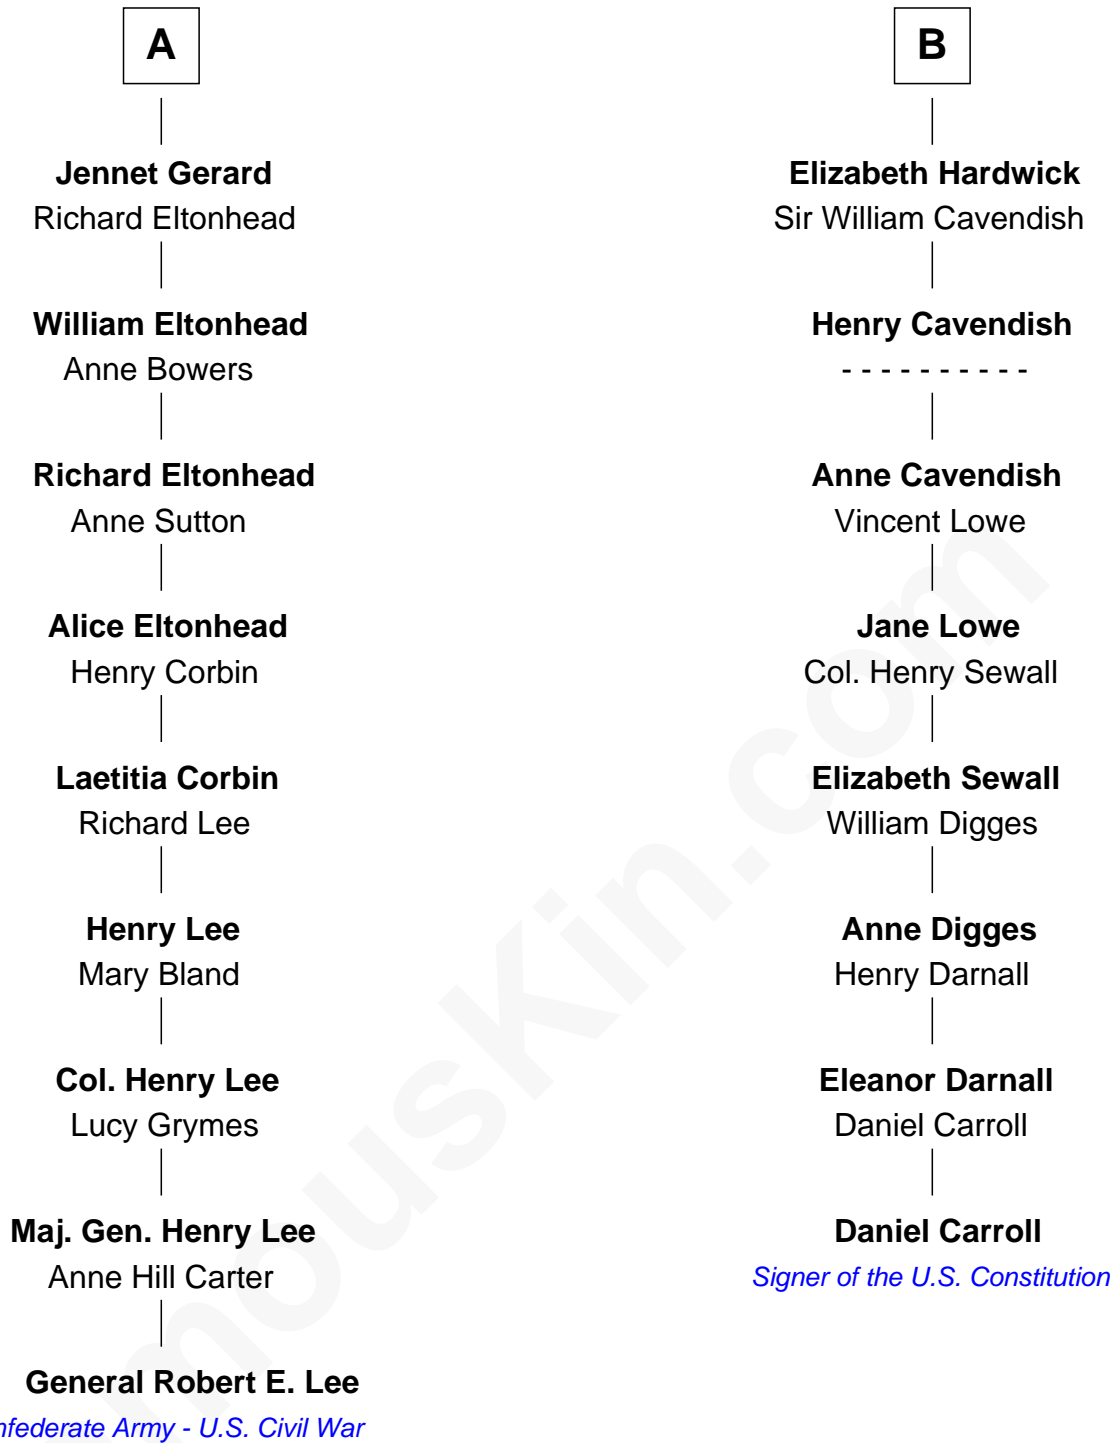 A
Jennet Gerard
Richard Eltonhead
William Eltonhead
Anne Bowers
Richard Eltonhead
Anne Sutton
Alice Eltonhead
Henry Corbin
Laetitia Corbin
Richard Lee
Henry Lee
Mary Bland
Col. Henry Lee
Lucy Grymes
Maj. Gen. Henry Lee
Anne Hill Carter
General Robert E. Lee
nfederate Army - U.S. Civil War
B
Elizabeth Hardwick
Sir William Cavendish
Henry Cavendish
- - - - - - - - - -
Anne Cavendish
Vincent Lowe
Jane Lowe
Col. Henry Sewall
Elizabeth Sewall
William Digges
Anne Digges
Henry Darnall
Eleanor Darnall
Daniel Carroll
Daniel Carroll
Signer of the U.S. Constitution
mousKin.com